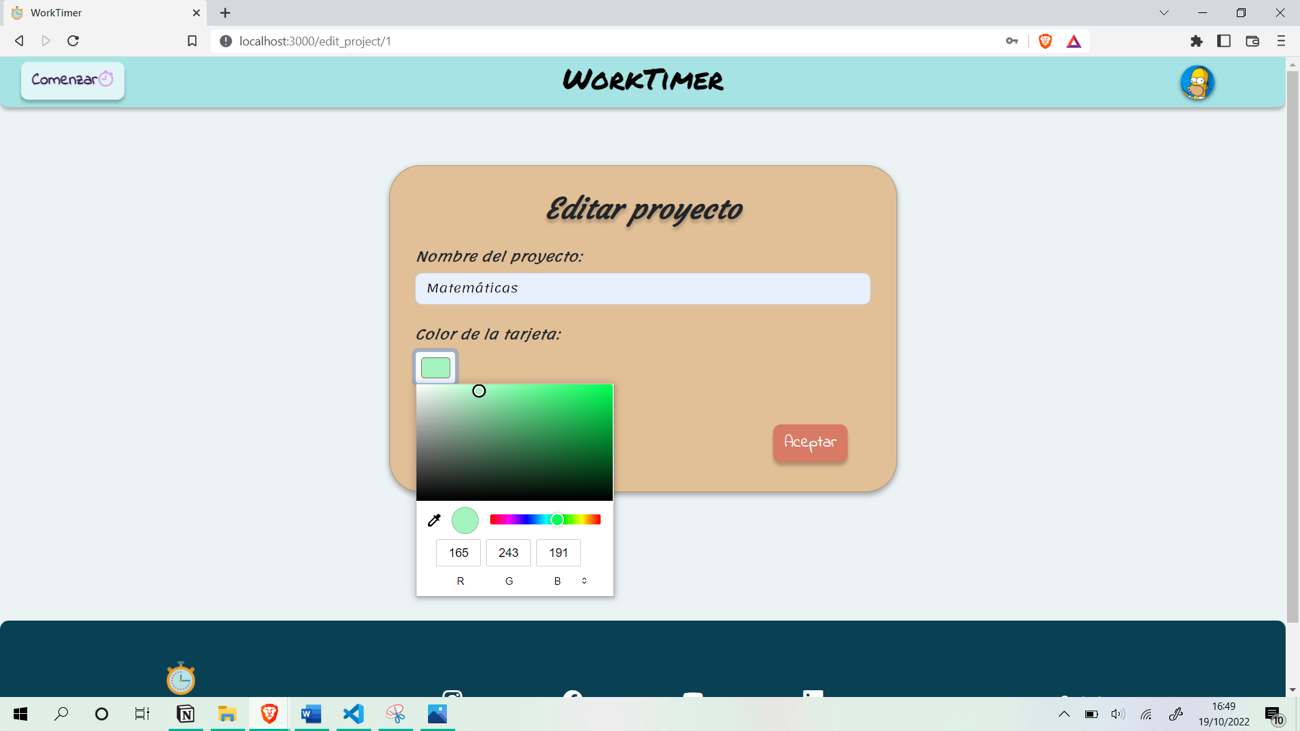 WorkTimer
localhost:3000/edit_project/1
Comenzar
WorkTimer
Editar proyecto
Nombre del proyecto:
Matemáticas
Color de la tarjeta:
Aceptar
165 243 191
R G B
16:49
19/10/2022
10